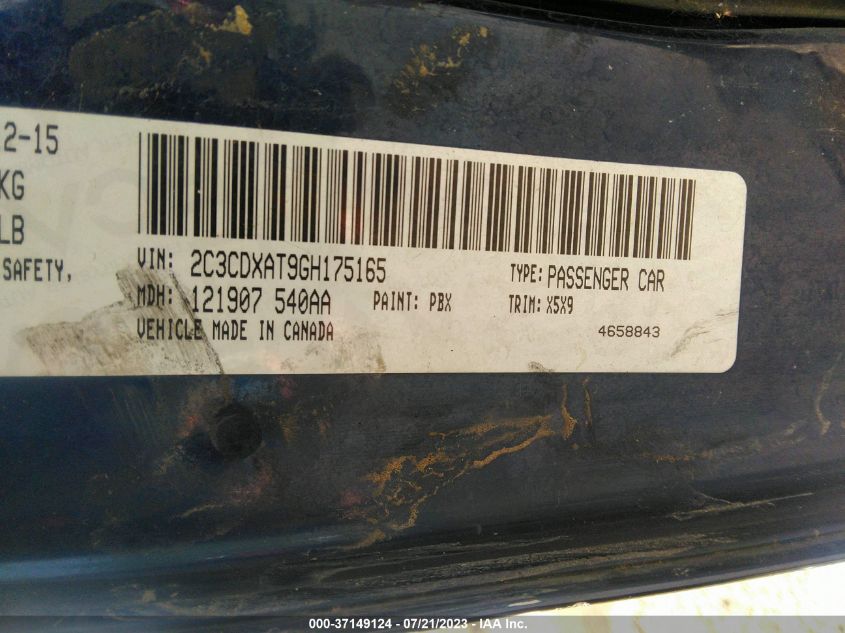 2-15
KG
LB
SAFETY,
VIN: 2C3CDXAT9GH175165 TYPE: PASSENGER CAR
MDH: 121907 540AA PAINT: PBX TRIM: X5X9
VEHICLE MADE IN CANADA 4658843
000-37149124 - 07/21/2023 - IAA Inc.